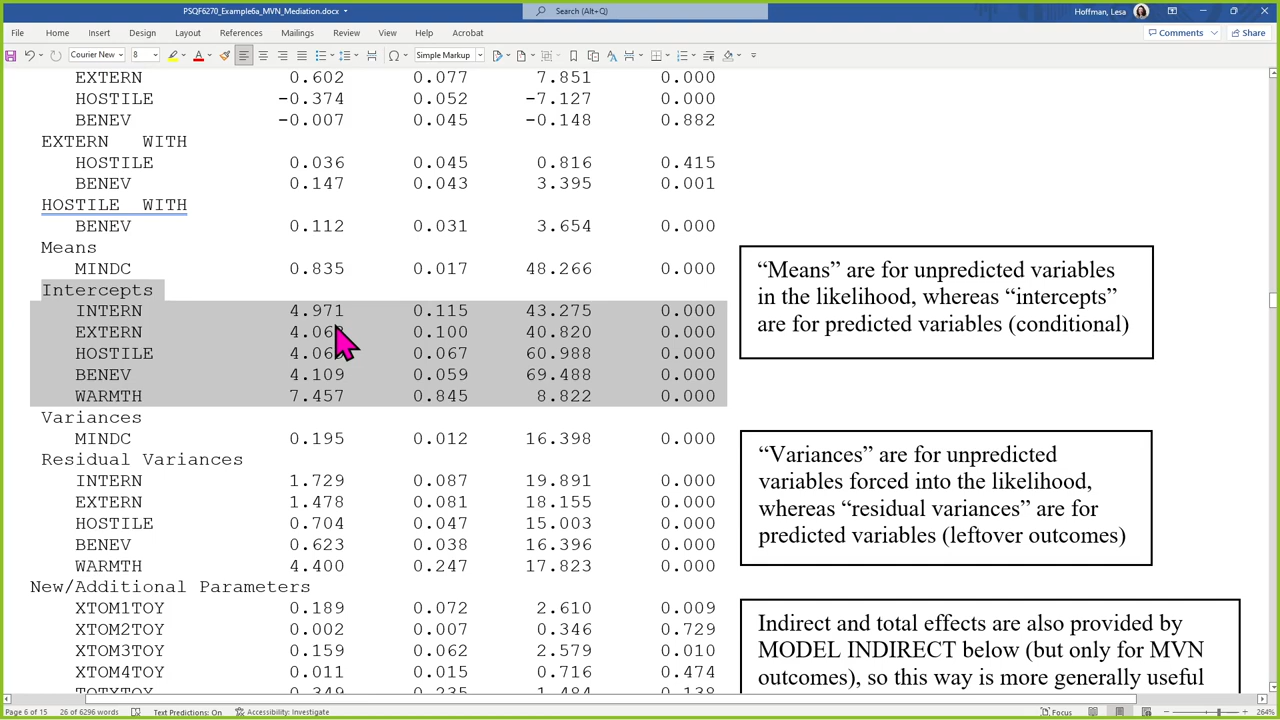 PSQF6270_Example6a_MVN_Mediation.docx
Search (Alt+Q)
Hoffman, Lesa
File Home Insert Design Layout References Mailings Review View Help Acrobat
Comments Share
Courier New 8 Simple Markup
EXTERN 0.602 0.077 7.851 0.000
HOSTILE -0.374 0.052 -7.127 0.000
BENEV -0.007 0.045 -0.148 0.882
EXTERN WITH
HOSTILE 0.036 0.045 0.816 0.415
BENEV 0.147 0.043 3.395 0.001
HOSTILE WITH
BENEV 0.112 0.031 3.654 0.000
Means
MINDC 0.835 0.017 48.266 0.000
Intercepts
INTERN 4.971 0.115 43.275 0.000
EXTERN 0.100 40.820 0.000
HOSTILE 0.067 60.988 0.000
BENEV 4.109 0.059 69.488 0.000
WARMTH 7.457 0.845 8.822 0.000
Variances
MINDC 0.195 0.012 16.398 0.000
Residual Variances
INTERN 1.729 0.087 19.891 0.000
EXTERN 1.478 0.081 18.155 0.000
HOSTILE 0.704 0.047 15.003 0.000
BENEV 0.623 0.038 16.396 0.000
WARMTH 4.400 0.247 17.823 0.000
New/Additional Parameters
XTOM1TOY 0.189 0.072 2.610 0.009
XTOM2TOY 0.002 0.007 0.346 0.729
XTOM3TOY 0.159 0.062 2.579 0.010
XTOM4TOY 0.011 0.015 0.716 0.474
TOTXTOY 0.349 0.235 1.484 0.138
“Means” are for unpredicted variables
in the likelihood, whereas “intercepts”
are for predicted variables (conditional)
“Variances” are for unpredicted
variables forced into the likelihood,
whereas “residual variances” are for
predicted variables (leftover outcomes)
Indirect and total effects are also provided by
MODEL INDIRECT below (but only for MVN
outcomes), so this way is more generally useful
Page 6 of 15 26 of 6296 words Text Predictions: On Accessibility: Investigate Focus 264%